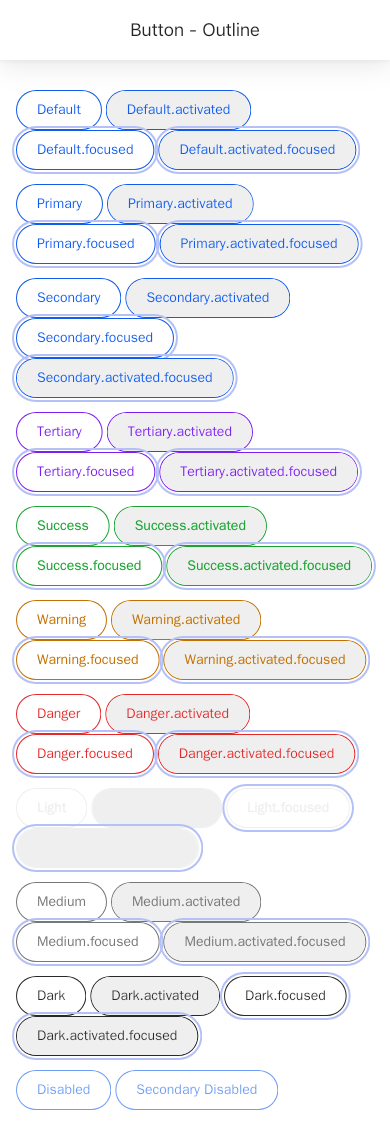 Button - Outline
Default Default.activated
Default.focused Default.activated.focused
Primary Primary.activated
Primary.focused Primary.activated.focused
Secondary Secondary.activated
Secondary.focused
Secondary.activated.focused
Tertiary Tertiary.activated
Tertiary.focused Tertiary.activated.focused
Success Success.activated
Success.focused Success.activated.focused
Warning Warning.activated
Warning.focused Warning.activated.focused
Danger Danger.activated
Danger.focused Danger.activated.focused
Light Light.focused
Medium Medium.activated
Medium.focused Medium.activated.focused
Dark Dark.activated Dark.focused
Dark.activated.focused
Disabled Secondary Disabled